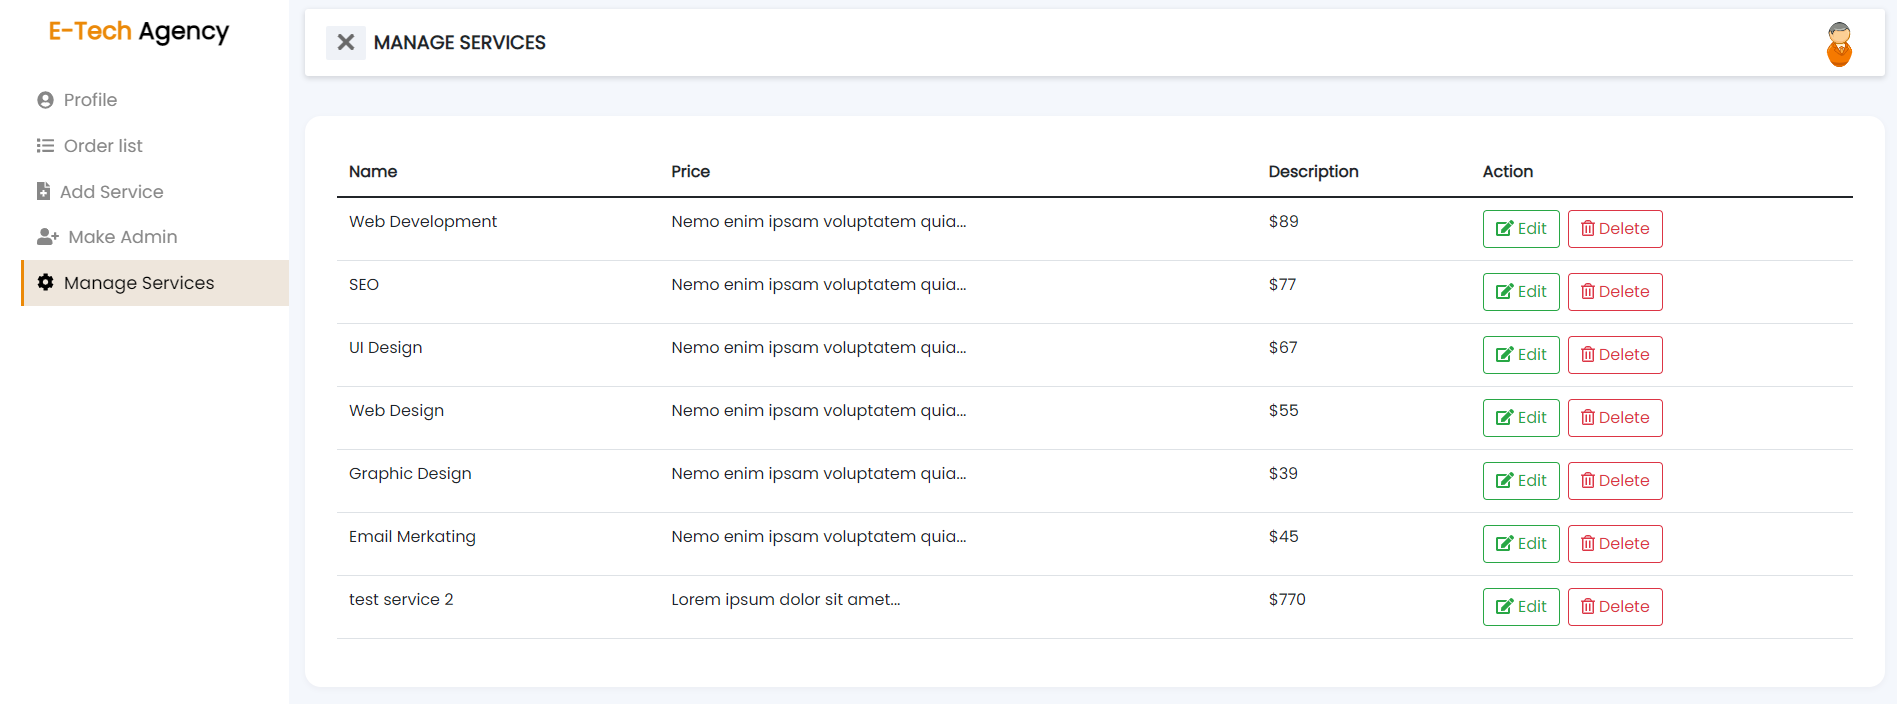 E-Tech Agency
Profile
Order list
Add Service
Make Admin
Manage Services
MANAGE SERVICES
Name Price Description Action
Web Development Nemo enim ipsam voluptatem quia... $89 Edit Delete
SEO Nemo enim ipsam voluptatem quia... $77 Edit Delete
UI Design Nemo enim ipsam voluptatem quia... $67 Edit Delete
Web Design Nemo enim ipsam voluptatem quia... $55 Edit Delete
Graphic Design Nemo enim ipsam voluptatem quia... $39 Edit Delete
Email Merkating Nemo enim ipsam voluptatem quia... $45 Edit Delete
test service 2 Lorem ipsum dolor sit amet... $770 Edit Delete